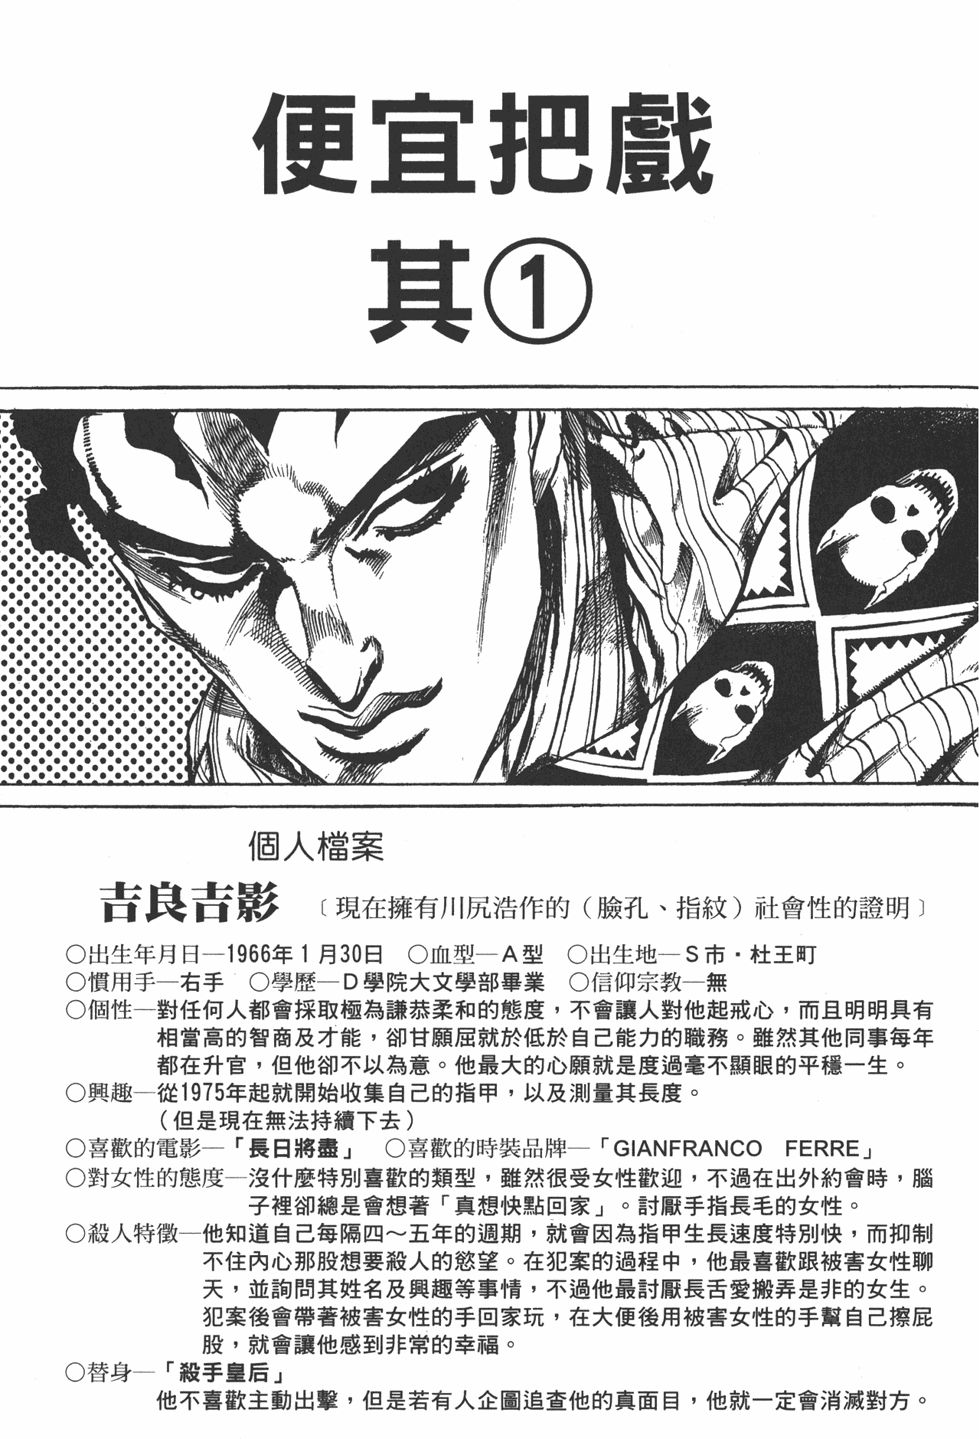 便宜把戲
其①
個人檔案
吉良吉影 〔現在擁有川尻浩作的（臉孔、指紋）社會性的證明〕
○出生年月日—1966年1月30日 ○血型—A型 ○出生地—S市・杜王町
○慣用手—右手 ○學歷—D學院大文學部畢業 ○信仰宗教—無
○個性—對任何人都會採取極為謙恭柔和的態度，不會讓人對他起戒心，而且明明具有
相當高的智商及才能，卻甘願屈就於低於自己能力的職務。雖然其他同事每年
都在升官，但他卻不以為意。他最大的心願就是度過毫不顯眼的平穩一生。
○興趣—從1975年起就開始收集自己的指甲，以及測量其長度。
（但是現在無法持續下去）
○喜歡的電影—「長日將盡」 ○喜歡的時裝品牌—「GIANFRANCO FERRE」
○對女性的態度—沒什麼特別喜歡的類型，雖然很受女性歡迎，不過在出外約會時，腦
子裡卻總是會想著「真想快點回家」。討厭手指長毛的女性。
○殺人特徵—他知道自己每隔四～五年的週期，就會因為指甲生長速度特別快，而抑制
不住內心那股想要殺人的慾望。在犯案的過程中，他最喜歡跟被害女性聊
天，並詢問其姓名及興趣等事情，不過他最討厭長舌愛搬弄是非的女生。
犯案後會帶著被害女性的手回家玩，在大便後用被害女性的手幫自己擦屁
股，就會讓他感到非常的幸福。
○替身—「殺手皇后」
他不喜歡主動出擊，但是若有人企圖追查他的真面目，他就一定會消滅對方。